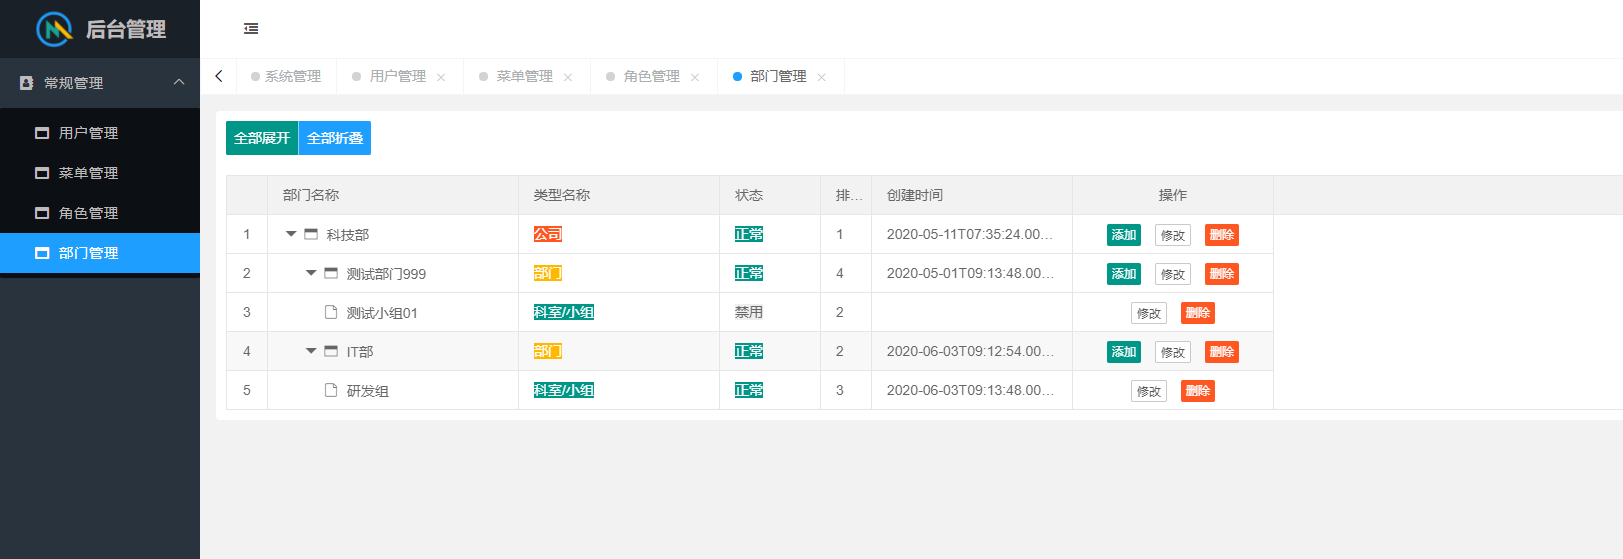 后台管理
常规管理
用户管理
菜单管理
角色管理
部门管理
系统管理 用户管理 菜单管理 角色管理 部门管理
全部展开 全部折叠
部门名称 类型名称 状态 排... 创建时间 操作
1 科技部 公司 正常 1 2020-05-11T07:35:24.00... 添加 修改 删除
2 测试部门999 部门 正常 4 2020-05-01T09:13:48.00... 添加 修改 删除
3 测试小组01 科室/小组 禁用 2 修改 删除
4 IT部 部门 正常 2 2020-06-03T09:12:54.00... 添加 修改 删除
5 研发组 科室/小组 正常 3 2020-06-03T09:13:48.00... 修改 删除